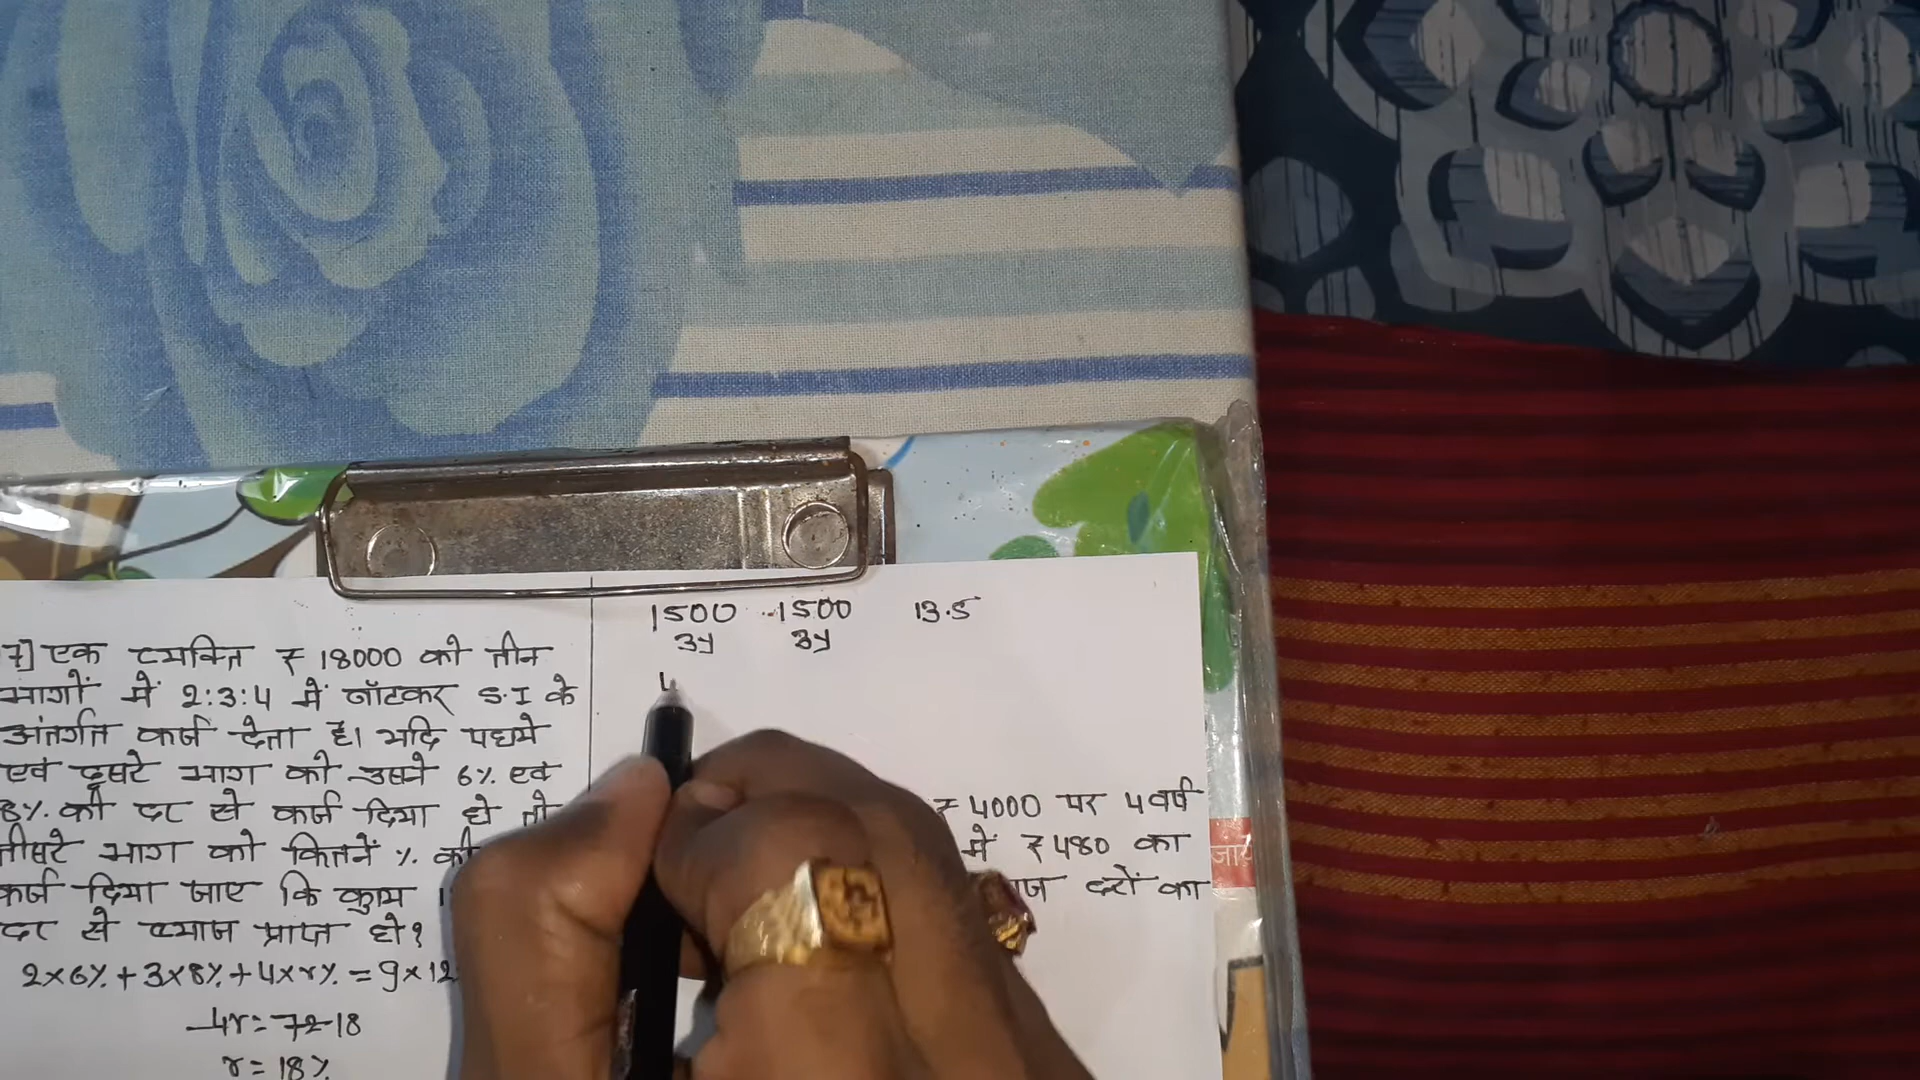 7] एक व्यक्ति ₹ 18000 को तीन
भागों में 2:3:4 में बाँटकर S.I के
अंतर्गत कर्ज देता है। यदि पहले
एवं दूसरे भाग को उसने 6% एवं
8% की दर से कर्ज दिया हो तो
तीसरे भाग को कितनें % की
कर्ज दिया जाए कि कुल
दर से ब्याज प्राप्त हो?
2×6%+3×8%+4×r%=9×12
4r=72-18
r=18%
1500 1500 13.5
3y 3y
₹ 4000 पर 4 वर्ष
में ₹480 का
दरों का